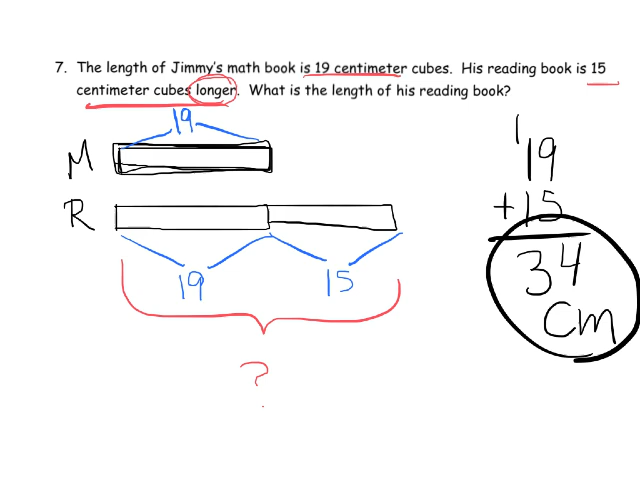 7. The length of Jimmy's math book is 19 centimeter cubes. His reading book is 15
centimeter cubes longer. What is the length of his reading book?
19
M
R
19 15
?
1
19
+15
34
cm